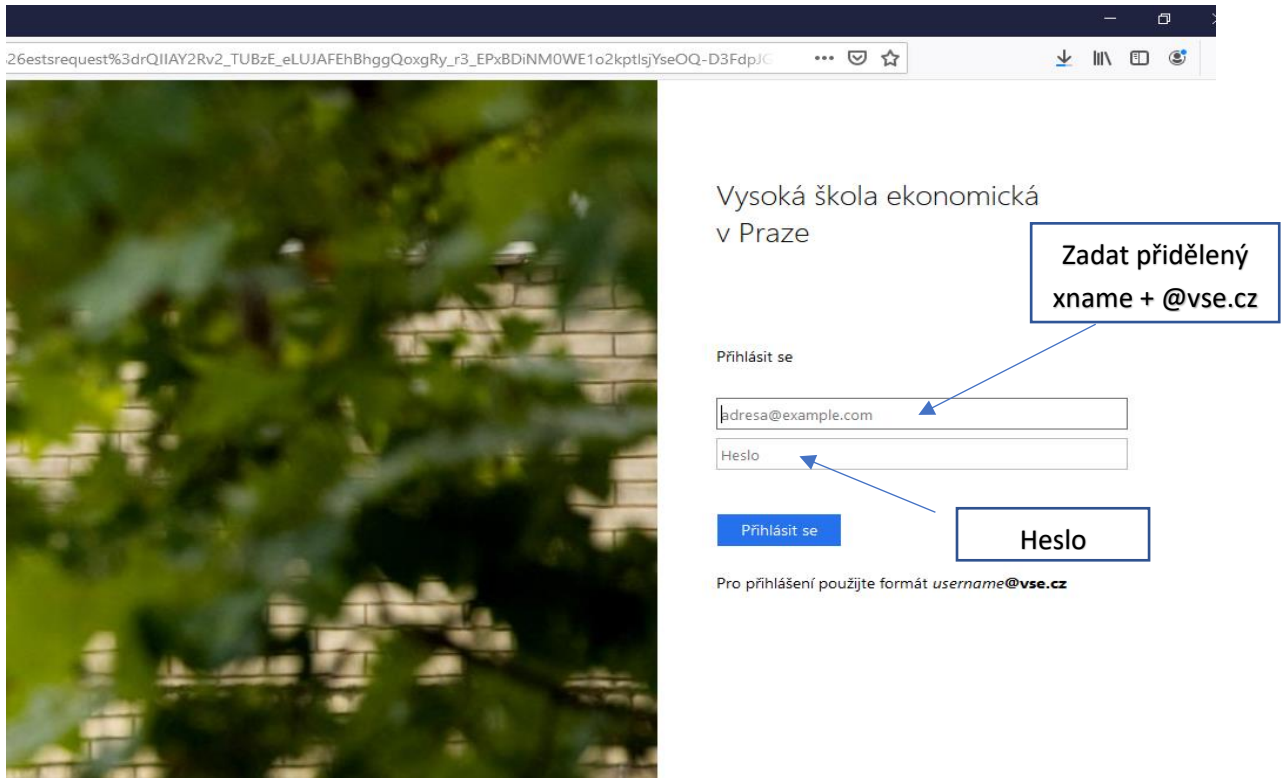 26estsrequest%3drQIIAY2Rv2_TUBzE_eLUJAFEhBhggQoxgRy_r3_EPxBDiNM0WE1o2kptlsjYseOQ-D3FdpJG
Vysoká škola ekonomická
v Praze
Zadat přidělený
xname + @vse.cz
Přihlásit se
adresa@example.com
Heslo
Přihlásit se
Heslo
Pro přihlášení použijte formát username@vse.cz